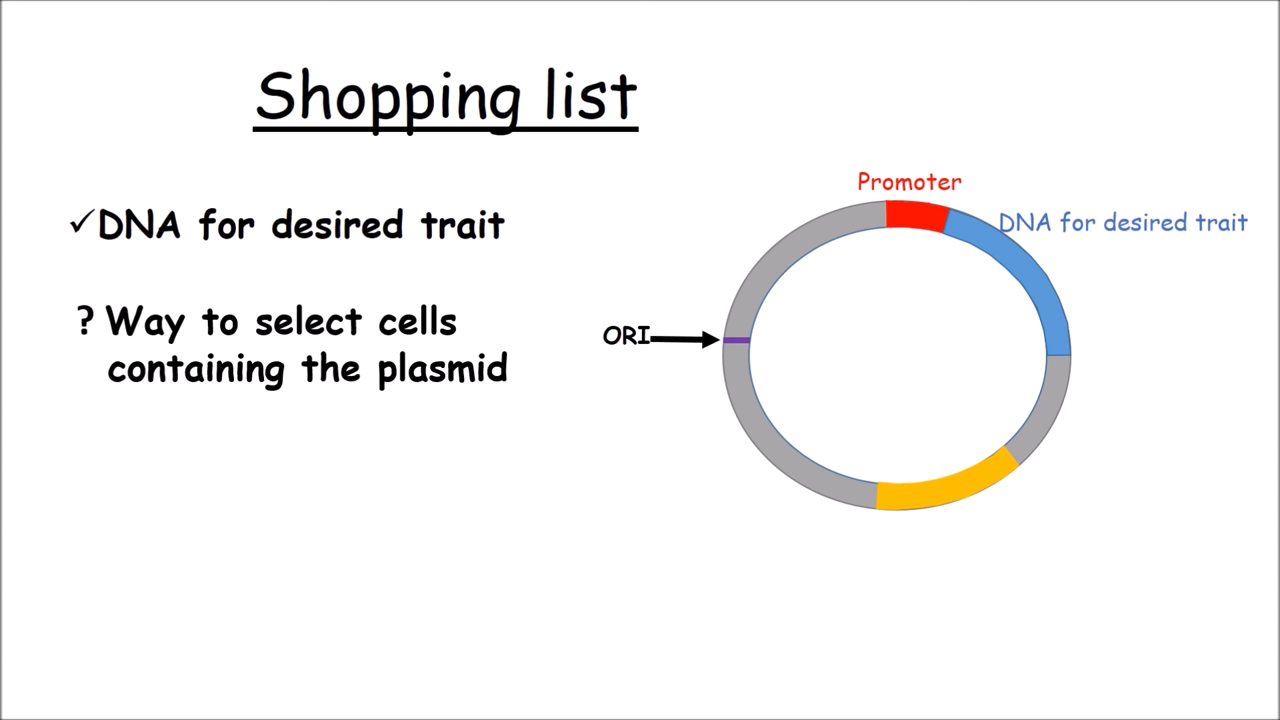 Shopping list
✓DNA for desired trait
? Way to select cells
containing the plasmid
Promoter
DNA for desired trait
ORI